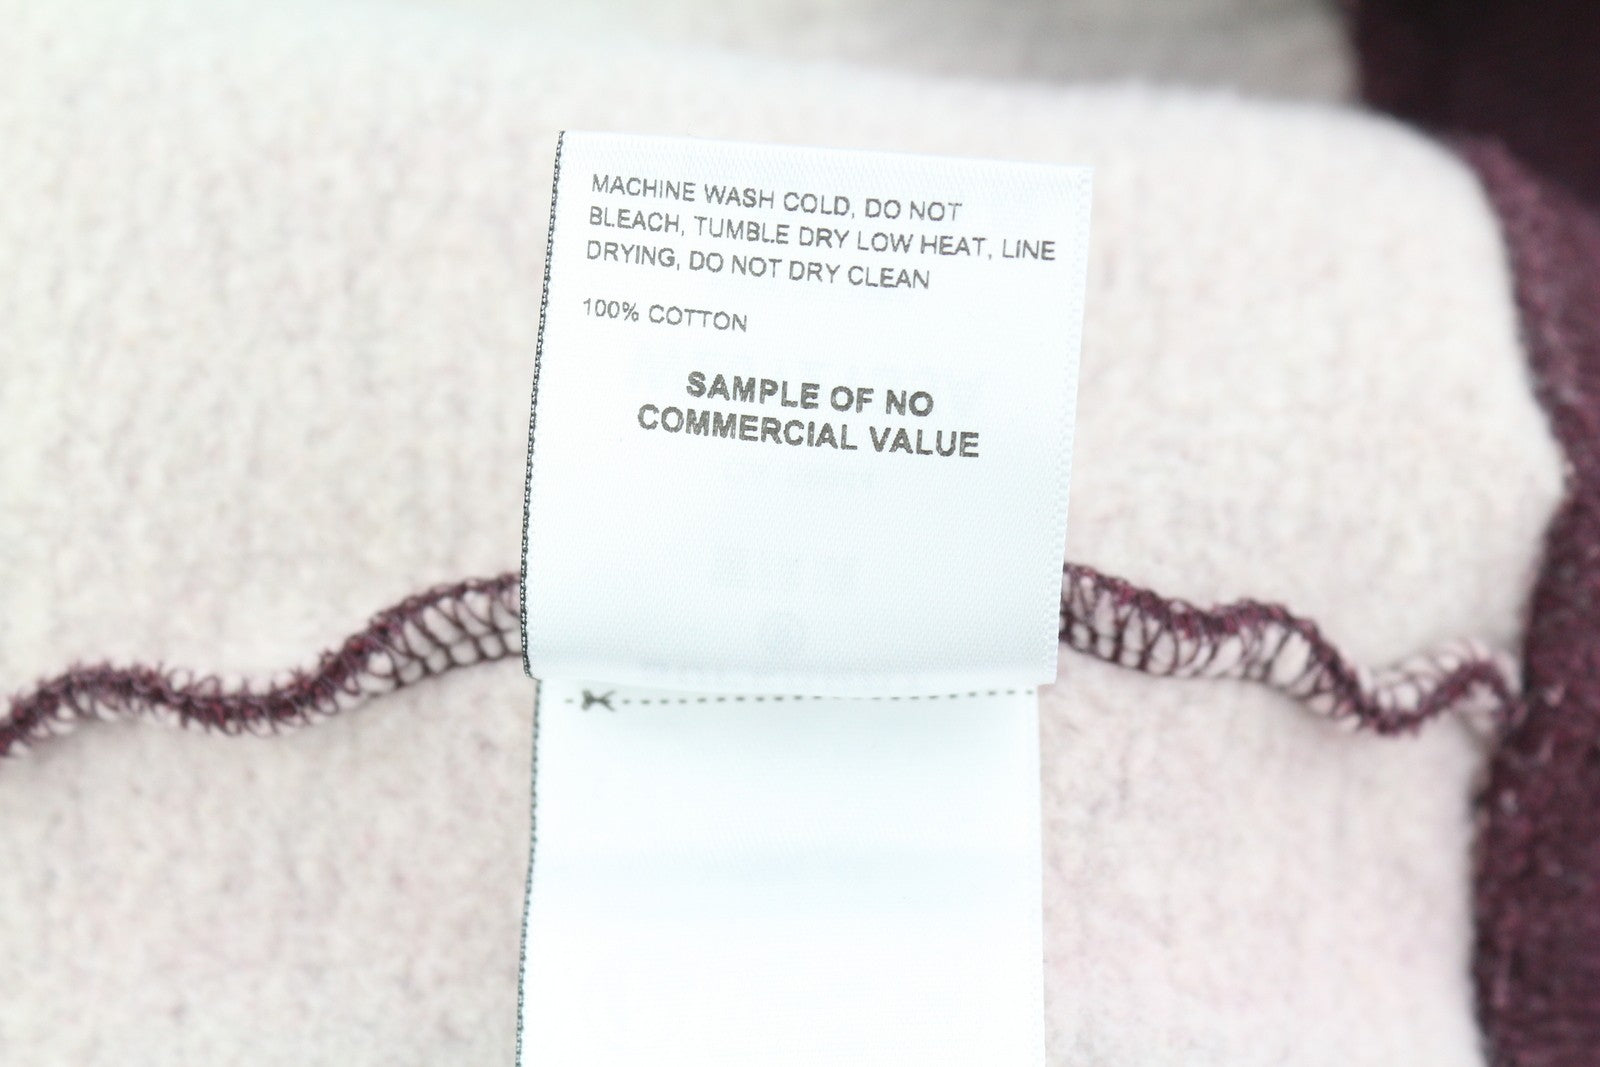 MACHINE WASH COLD, DO NOT
BLEACH, TUMBLE DRY LOW HEAT, LINE
DRYING, DO NOT DRY CLEAN
100% COTTON
SAMPLE OF NO
COMMERCIAL VALUE